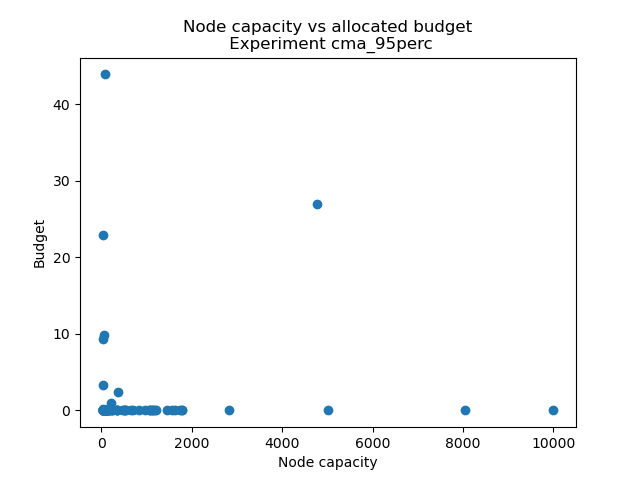 Node capacity vs allocated budget
Experiment cma_95perc
Budget
40
30
20
10
0
0 2000 4000 6000 8000 10000
Node capacity